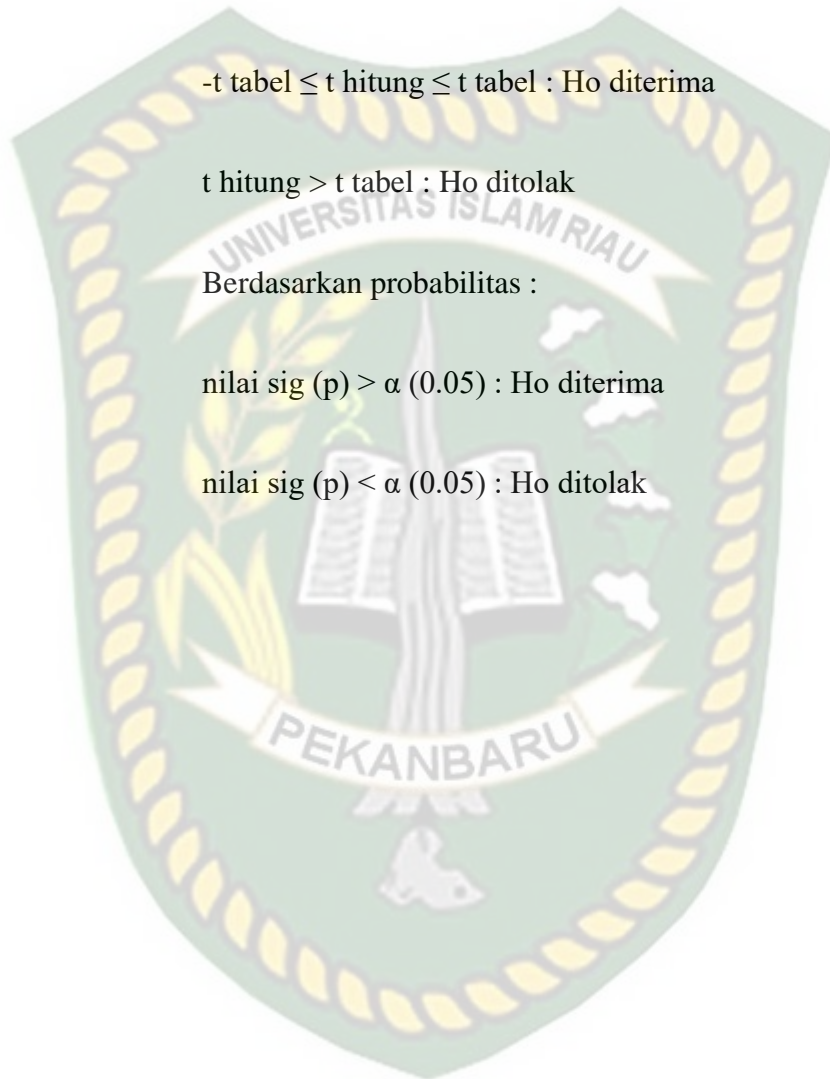 -t tabel ≤ t hitung ≤ t tabel : Ho diterima
t hitung > t tabel : Ho ditolak
UNIVERSITAS ISLAM RIAU
Berdasarkan probabilitas :
nilai sig (p) > α (0.05) : Ho diterima
nilai sig (p) < α (0.05) : Ho ditolak
PEKANBARU